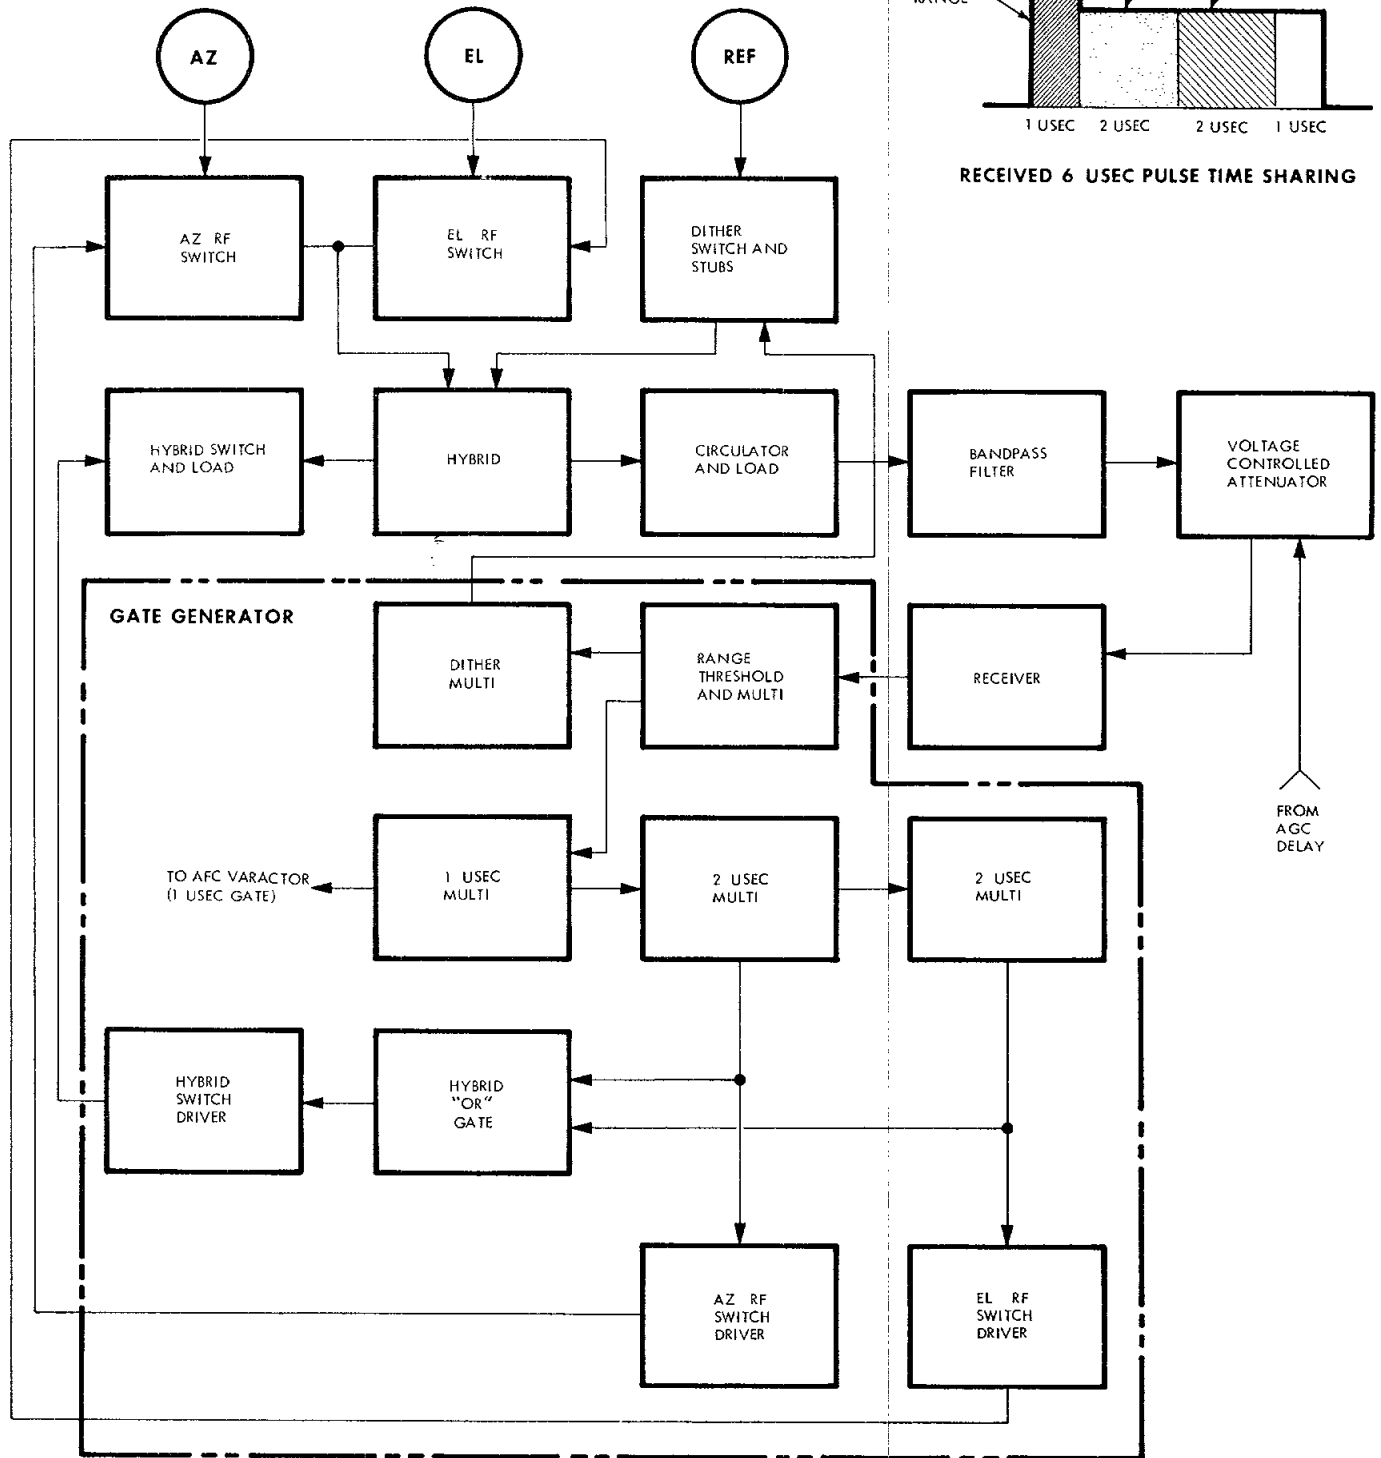 RANGE
AZ
EL
REF
1 USEC 2 USEC 2 USEC 1 USEC
RECEIVED 6 USEC PULSE TIME SHARING
AZ RF
SWITCH
EL RF
SWITCH
DITHER
SWITCH AND
STUBS
HYBRID SWITCH
AND LOAD
HYBRID
CIRCULATOR
AND LOAD
BANDPASS
FILTER
VOLTAGE
CONTROLLED
ATTENUATOR
GATE GENERATOR
DITHER
MULTI
RANGE
THRESHOLD
AND MULTI
RECEIVER
FROM
AGC
DELAY
TO AFC VARACTOR
(1 USEC GATE)
1 USEC
MULTI
2 USEC
MULTI
2 USEC
MULTI
HYBRID
SWITCH
DRIVER
HYBRID
"OR"
GATE
AZ RF
SWITCH
DRIVER
EL RF
SWITCH
DRIVER